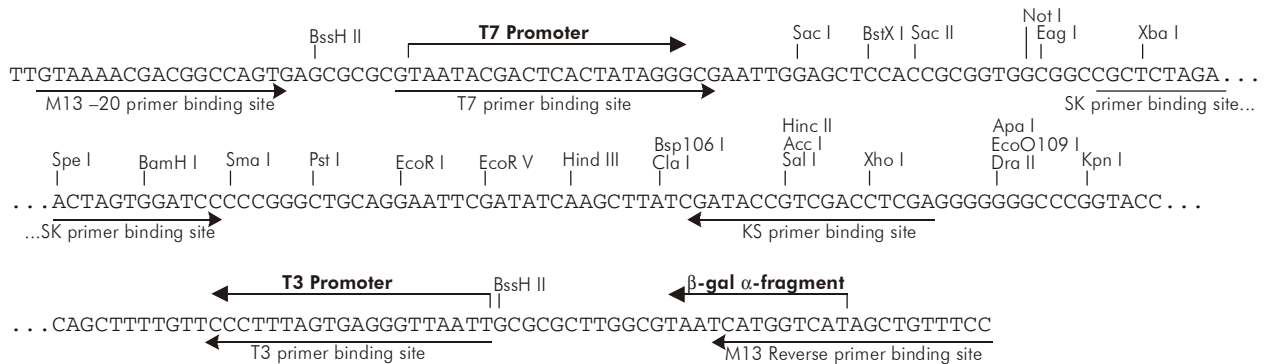 Not I
BssH II T7 Promoter Sac I BstX I Sac II Eag I Xba I
TTGTAAAACGACGGCCAGTGAGCGCGCGTAATACGACTCACTATAGGGCGAATTGGAGCTCCACCGCGGTGGCGGCCGCTCTAGA...
M13 –20 primer binding site T7 primer binding site SK primer binding site...
Hinc II Apa I
Bsp106 I Acc I EcoO109 I
Spe I BamH I Sma I Pst I EcoR I EcoR V Hind III Cla I Sal I Xho I Dra II Kpn I
...ACTAGTGGATCCCCCGGGCTGCAGGAATTCGATATCAAGCTTATCGATACCGTCGACCTCGAGGGGGGGCCCGGTACC...
...SK primer binding site KS primer binding site
T3 Promoter BssH II β-gal α-fragment
...CAGCTTTTGTTCCCTTTAGTGAGGGTTAATTGCGCGCTTGGCGTAATCATGGTCATAGCTGTTTCC
T3 primer binding site M13 Reverse primer binding site